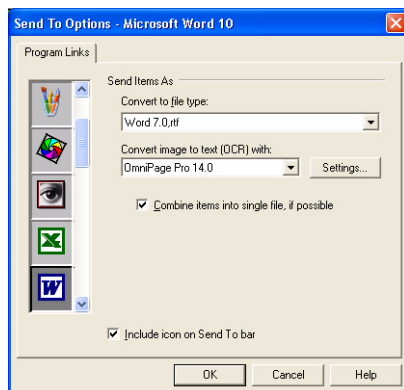 Send To Options - Microsoft Word 10
Program Links
Send Items As
Convert to file type:
Word 7.0,rtf
Convert image to text (OCR) with:
OmniPage Pro 14.0
Settings...
Combine items into single file, if possible
Include icon on Send To bar
OK Cancel Help